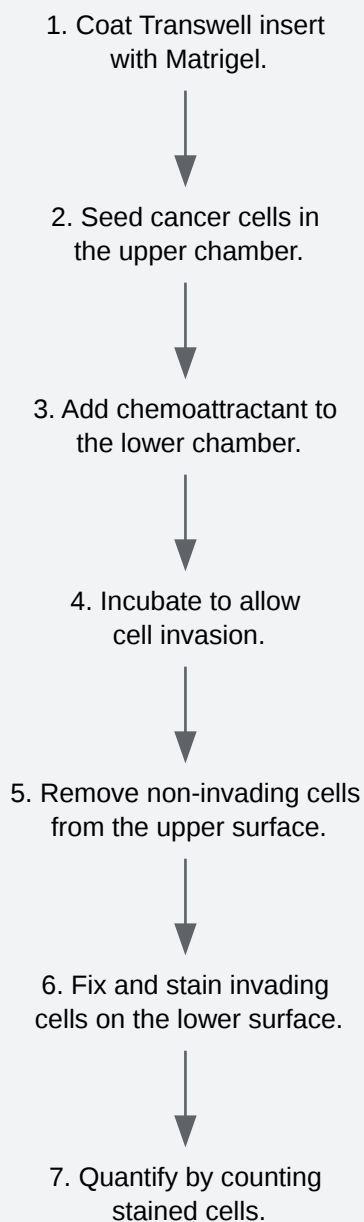 1. Coat Transwell insert
with Matrigel.
2. Seed cancer cells in
the upper chamber.
3. Add chemoattractant to
the lower chamber.
4. Incubate to allow
cell invasion.
5. Remove non-invading cells
from the upper surface.
6. Fix and stain invading
cells on the lower surface.
7. Quantify by counting
stained cells.